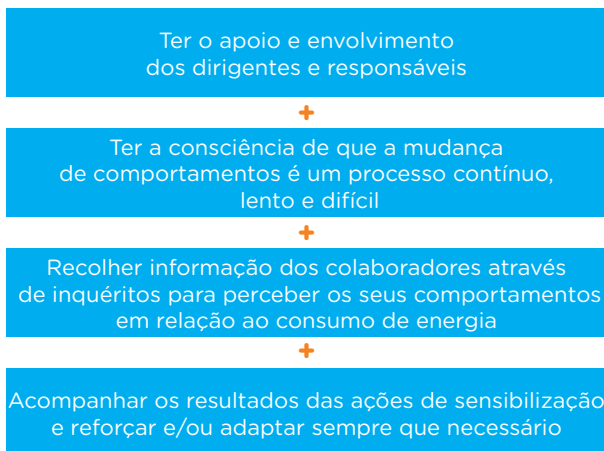 Ter o apoio e envolvimento
dos dirigentes e responsáveis
+
Ter a consciência de que a mudança
de comportamentos é um processo contínuo,
lento e difícil
+
Recolher informação dos colaboradores através
de inquéritos para perceber os seus comportamentos
em relação ao consumo de energia
+
Acompanhar os resultados das ações de sensibilização
e reforçar e/ou adaptar sempre que necessário